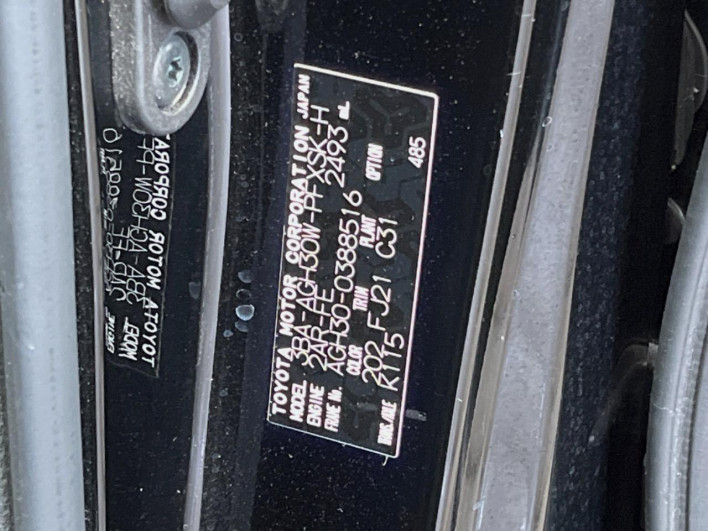 TOYOTA MOTOR CORPORATION JAPAN
MODEL 3BA-AGH30W-PFXSK-H
ENGINE 2AR-FE 2493 mL
FRAME No. AGH30-0388516
COLOR TRIM PLANT OPTION
202 FJ21 C31 485
TRNS./AXLE K115